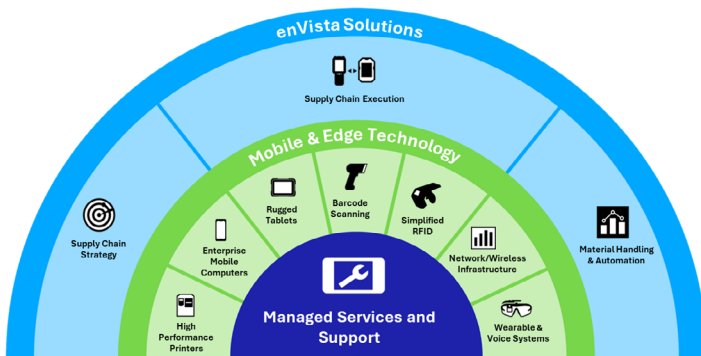 enVista Solutions
Supply Chain Execution
Mobile & Edge Technology
Supply Chain
Strategy
Material Handling
& Automation
High
Performance
Printers
Enterprise
Mobile
Computers
Rugged
Tablets
Barcode
Scanning
Simplified
RFID
Network/Wireless
Infrastructure
Wearable &
Voice Systems
Managed Services and
Support